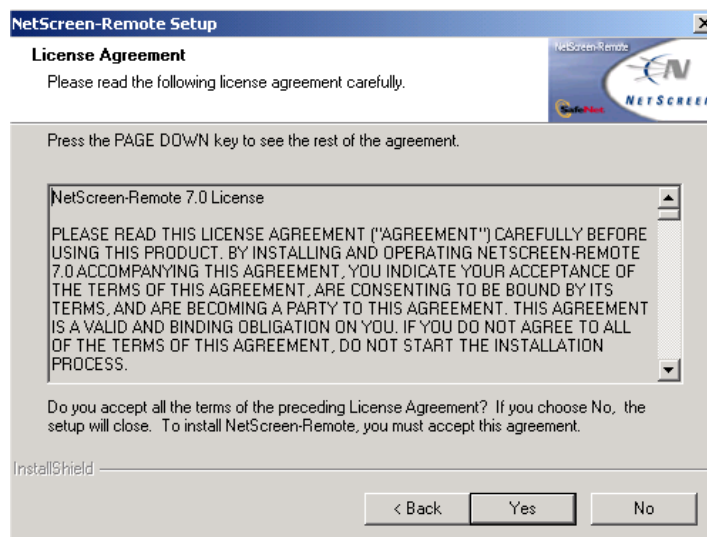 NetScreen-Remote Setup
License Agreement
Please read the following license agreement carefully.
NetScreen-Remote
SafeNet
NETSCREEN
Press the PAGE DOWN key to see the rest of the agreement.
NetScreen-Remote 7.0 License
PLEASE READ THIS LICENSE AGREEMENT ("AGREEMENT") CAREFULLY BEFORE
USING THIS PRODUCT. BY INSTALLING AND OPERATING NETSCREEN-REMOTE
7.0 ACCOMPANYING THIS AGREEMENT, YOU INDICATE YOUR ACCEPTANCE OF
THE TERMS OF THIS AGREEMENT, ARE CONSENTING TO BE BOUND BY ITS
TERMS, AND ARE BECOMING A PARTY TO THIS AGREEMENT. THIS AGREEMENT
IS A VALID AND BINDING OBLIGATION ON YOU. IF YOU DO NOT AGREE TO ALL
OF THE TERMS OF THIS AGREEMENT, DO NOT START THE INSTALLATION
PROCESS.
Do you accept all the terms of the preceding License Agreement? If you choose No, the
setup will close. To install NetScreen-Remote, you must accept this agreement.
InstallShield
< Back
Yes
No